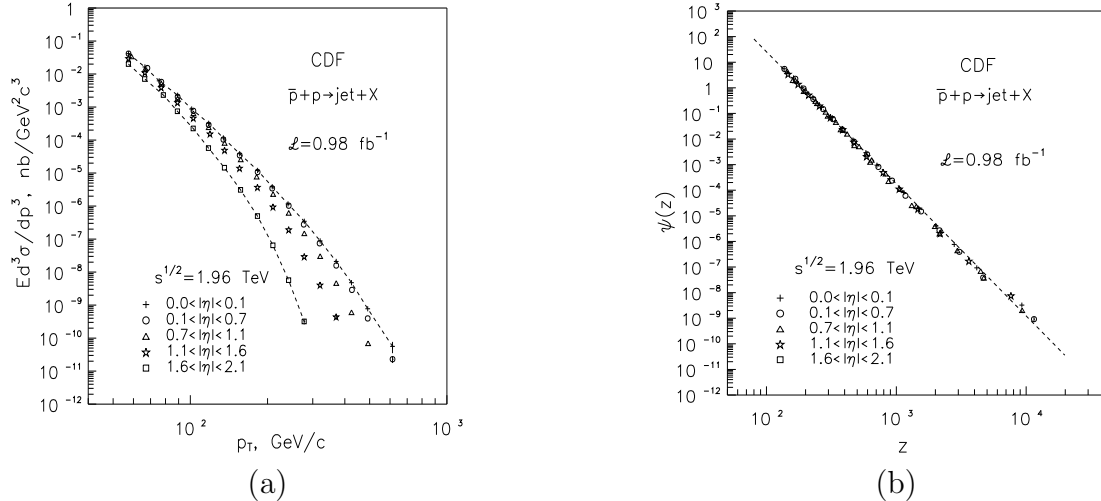 10
10^-1
10^-2
10^-3
10^-4
10^-5
10^-6
10^-7
10^-8
10^-9
10^-10
10^-11
10^-12
1
Ed³σ/dp³, nb/GeV²c³
CDF
p̄+p→jet+X
ℒ=0.98 fb⁻¹
s^1/2=1.96 TeV
+ 0.0<|η|<0.1
○ 0.1<|η|<0.7
△ 0.7<|η|<1.1
☆ 1.1<|η|<1.6
□ 1.6<|η|<2.1
10²
10³
p_T, GeV/c
(a)
10³
10²
10
1
10^-1
10^-2
10^-3
10^-4
10^-5
10^-6
10^-7
10^-8
10^-9
10^-10
10^-11
10^-12
ψ(z)
CDF
p̄+p→jet+X
ℒ=0.98 fb⁻¹
s^1/2=1.96 TeV
+ 0.0<|η|<0.1
○ 0.1<|η|<0.7
△ 0.7<|η|<1.1
☆ 1.1<|η|<1.6
□ 1.6<|η|<2.1
10²
10³
10⁴
z
(b)